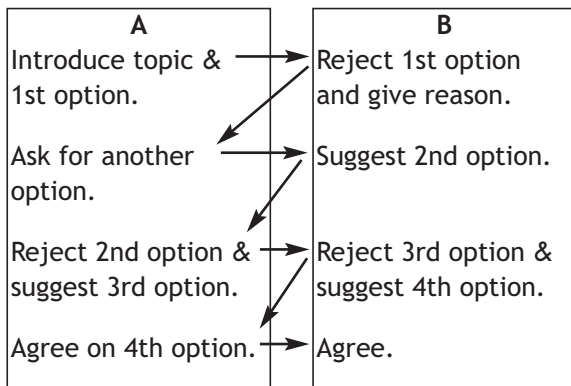 A
Introduce topic &
1st option.
Ask for another
option.
Reject 2nd option &
suggest 3rd option.
Agree on 4th option.
B
Reject 1st option
and give reason.
Suggest 2nd option.
Reject 3rd option &
suggest 4th option.
Agree.